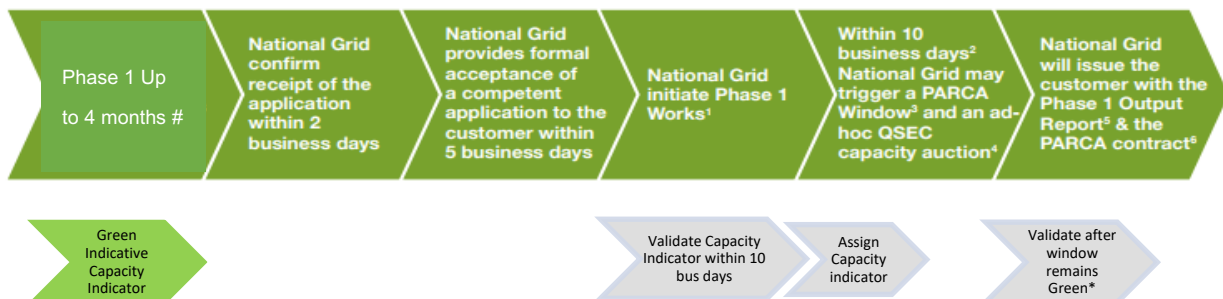 Phase 1 Up
to 4 months #
National Grid
confirm
receipt of the
application
within 2
business days
National Grid
provides formal
acceptance of
a competent
application to the
customer within
5 business days
National Grid
initiate Phase 1
Works¹
Within 10
business days²
National Grid may
trigger a PARCA
Window³ and an ad-
hoc QSEC
capacity auction⁴
National Grid
will issue the
customer with the
Phase 1 Output
Report⁵ & the
PARCA contract⁶
Green
Indicative
Capacity
Indicator
Validate Capacity
Indicator within 10
bus days
Assign
Capacity
indicator
Validate after
window
remains
Green*